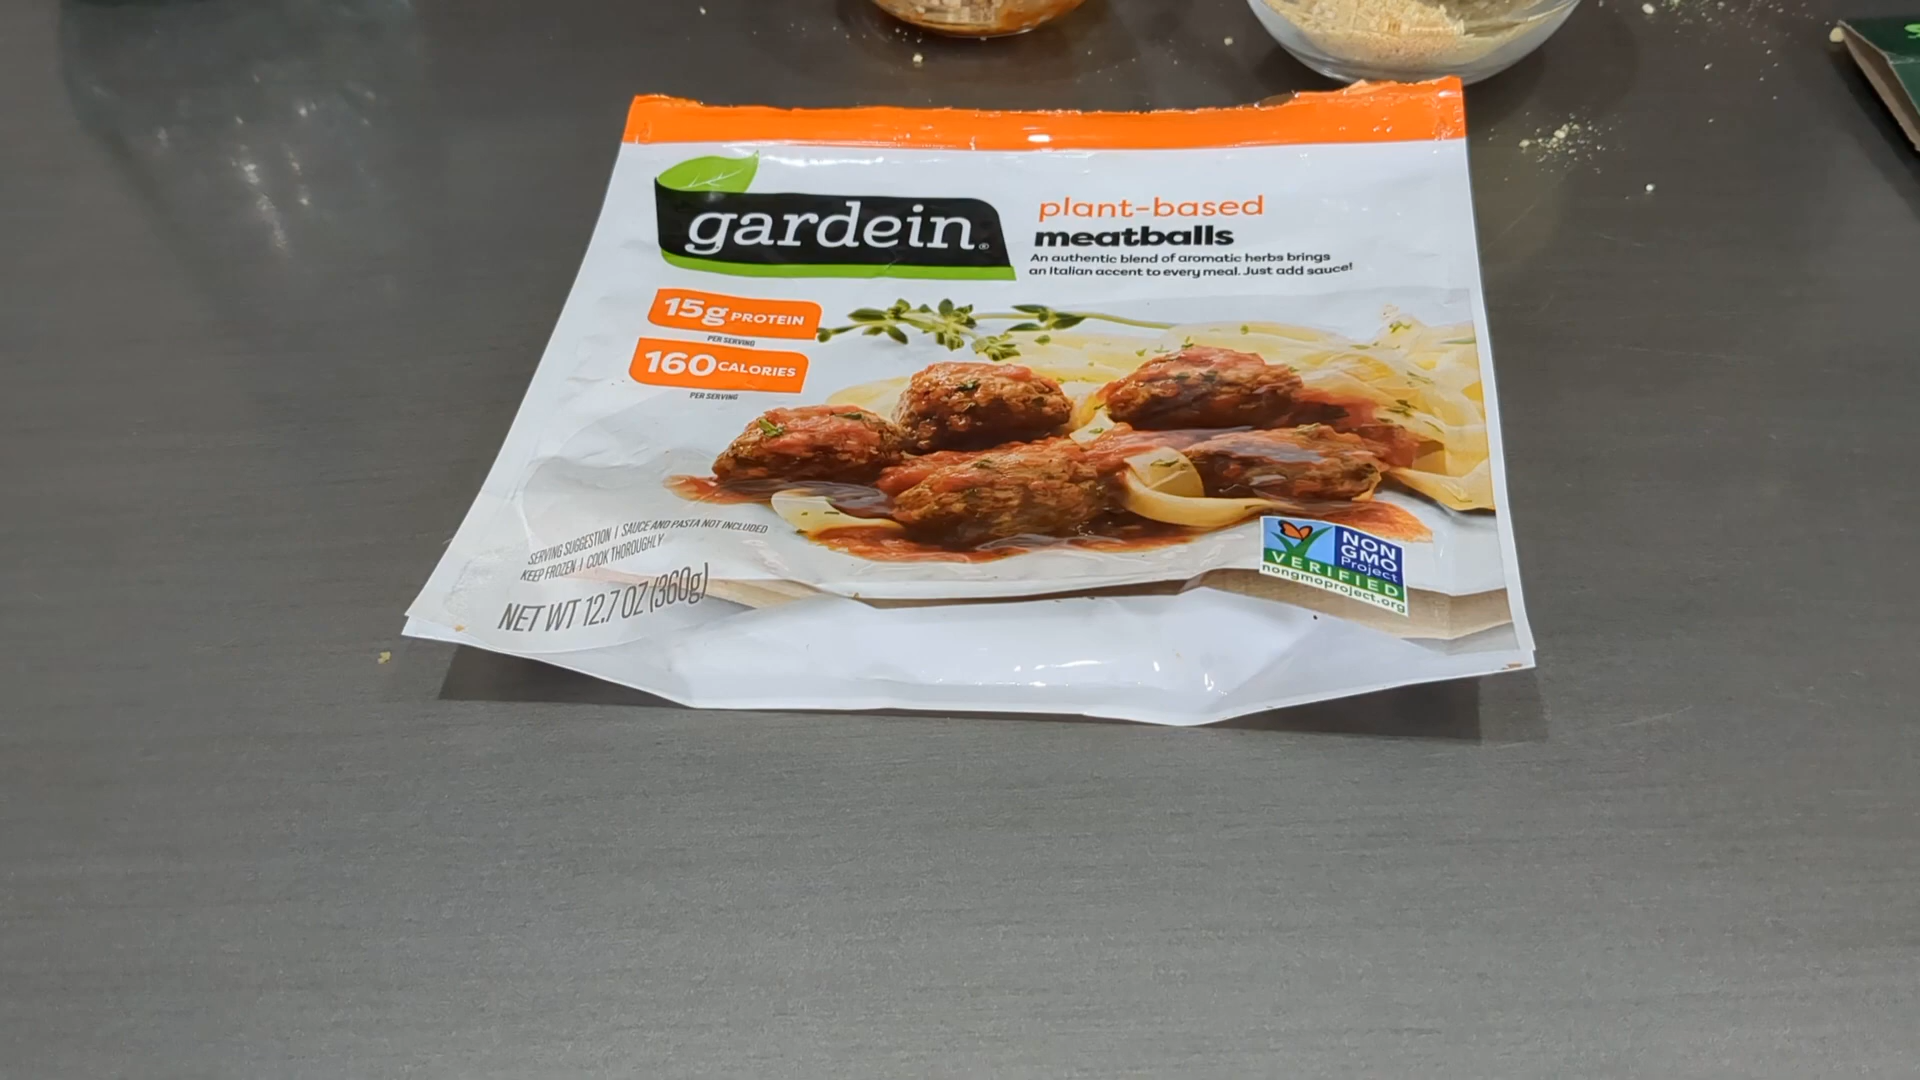 gardein®
plant-based
meatballs
An authentic blend of aromatic herbs brings
an Italian accent to every meal. Just add sauce!
15g PROTEIN
PER SERVING
160 CALORIES
PER SERVING
SERVING SUGGESTION | SAUCE AND PASTA NOT INCLUDED
KEEP FROZEN | COOK THOROUGHLY
NET WT 12.7 OZ (360g)
NON
GMO
Project
VERIFIED
nongmoproject.org